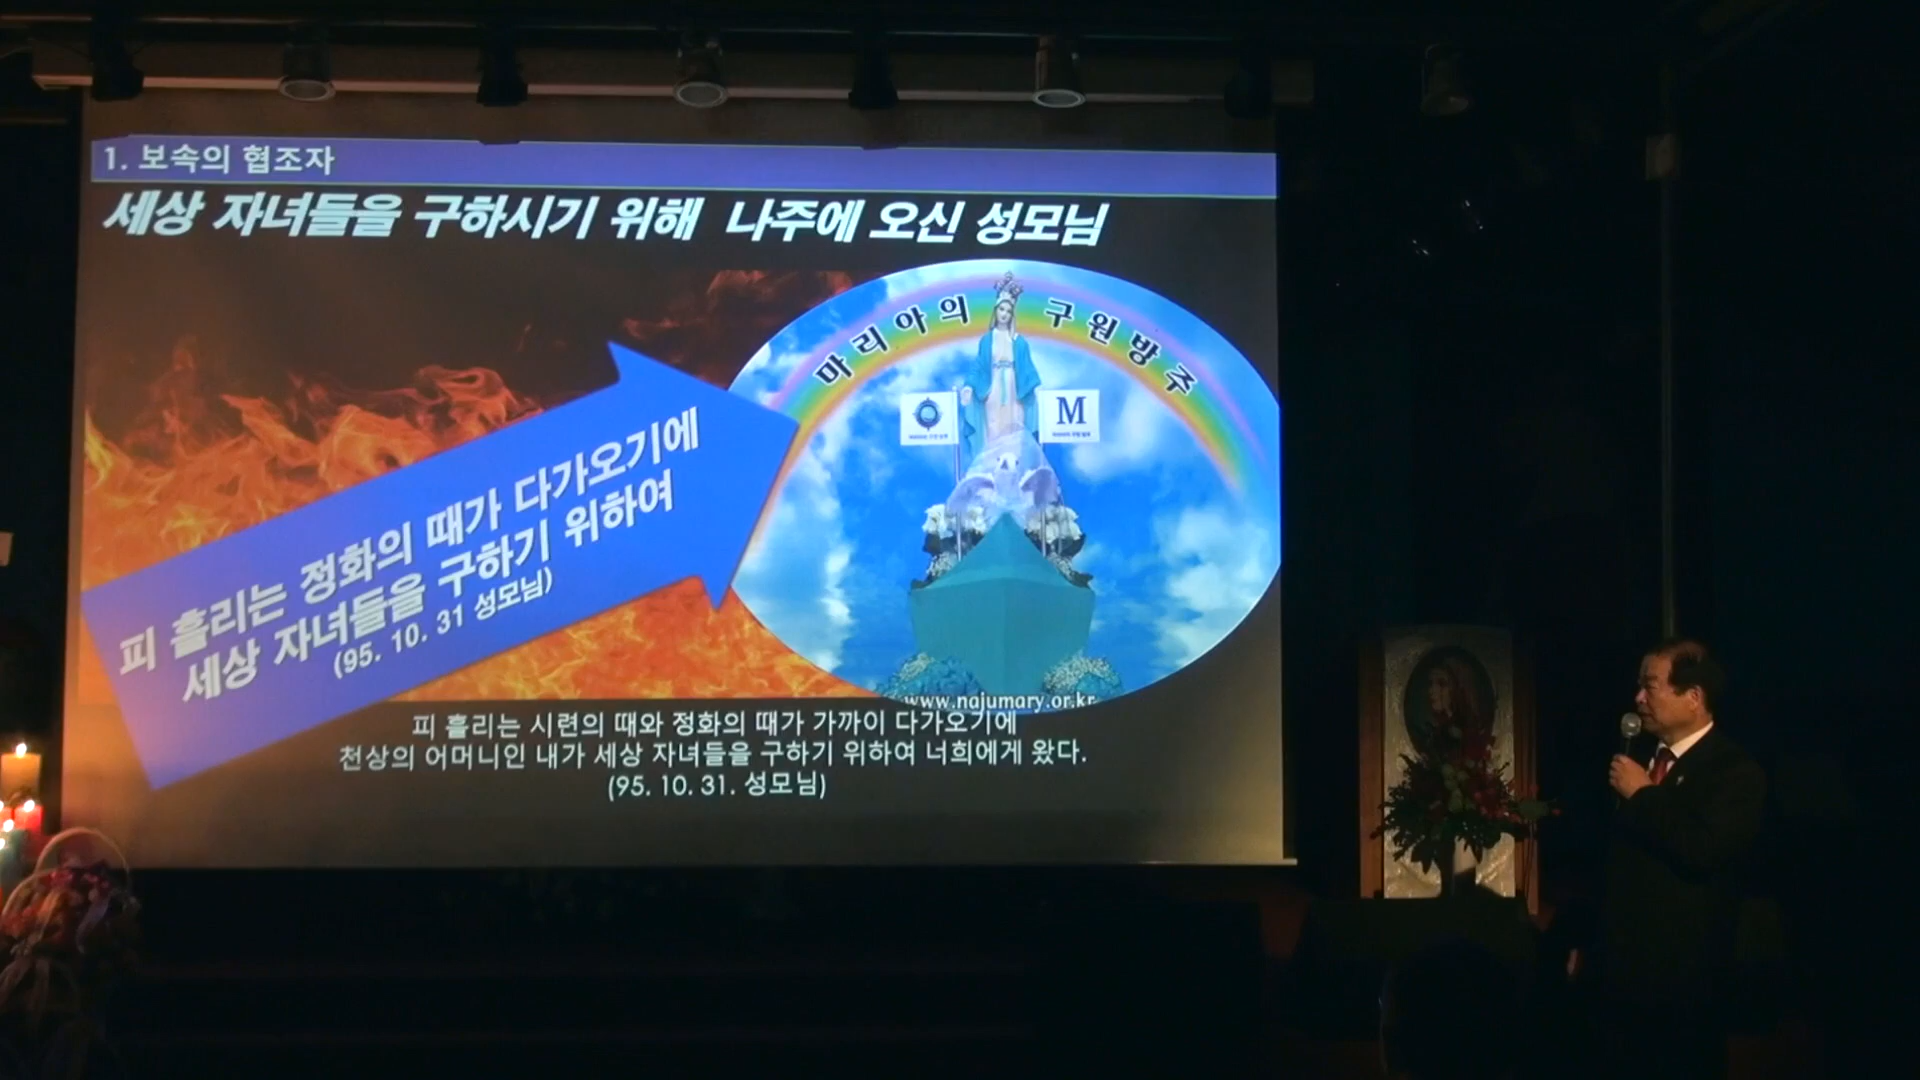 1. 보속의 협조자
세상 자녀들을 구하시기 위해 나주에 오신 성모님
마리아의 구원방주
M
피 흘리는 정화의 때가 다가오기에
세상 자녀들을 구하기 위하여
(95. 10. 31 성모님)
www.najumary.or.kr
피 흘리는 시련의 때와 정화의 때가 가까이 다가오기에
천상의 어머니인 내가 세상 자녀들을 구하기 위하여 너희에게 왔다.
(95. 10. 31. 성모님)